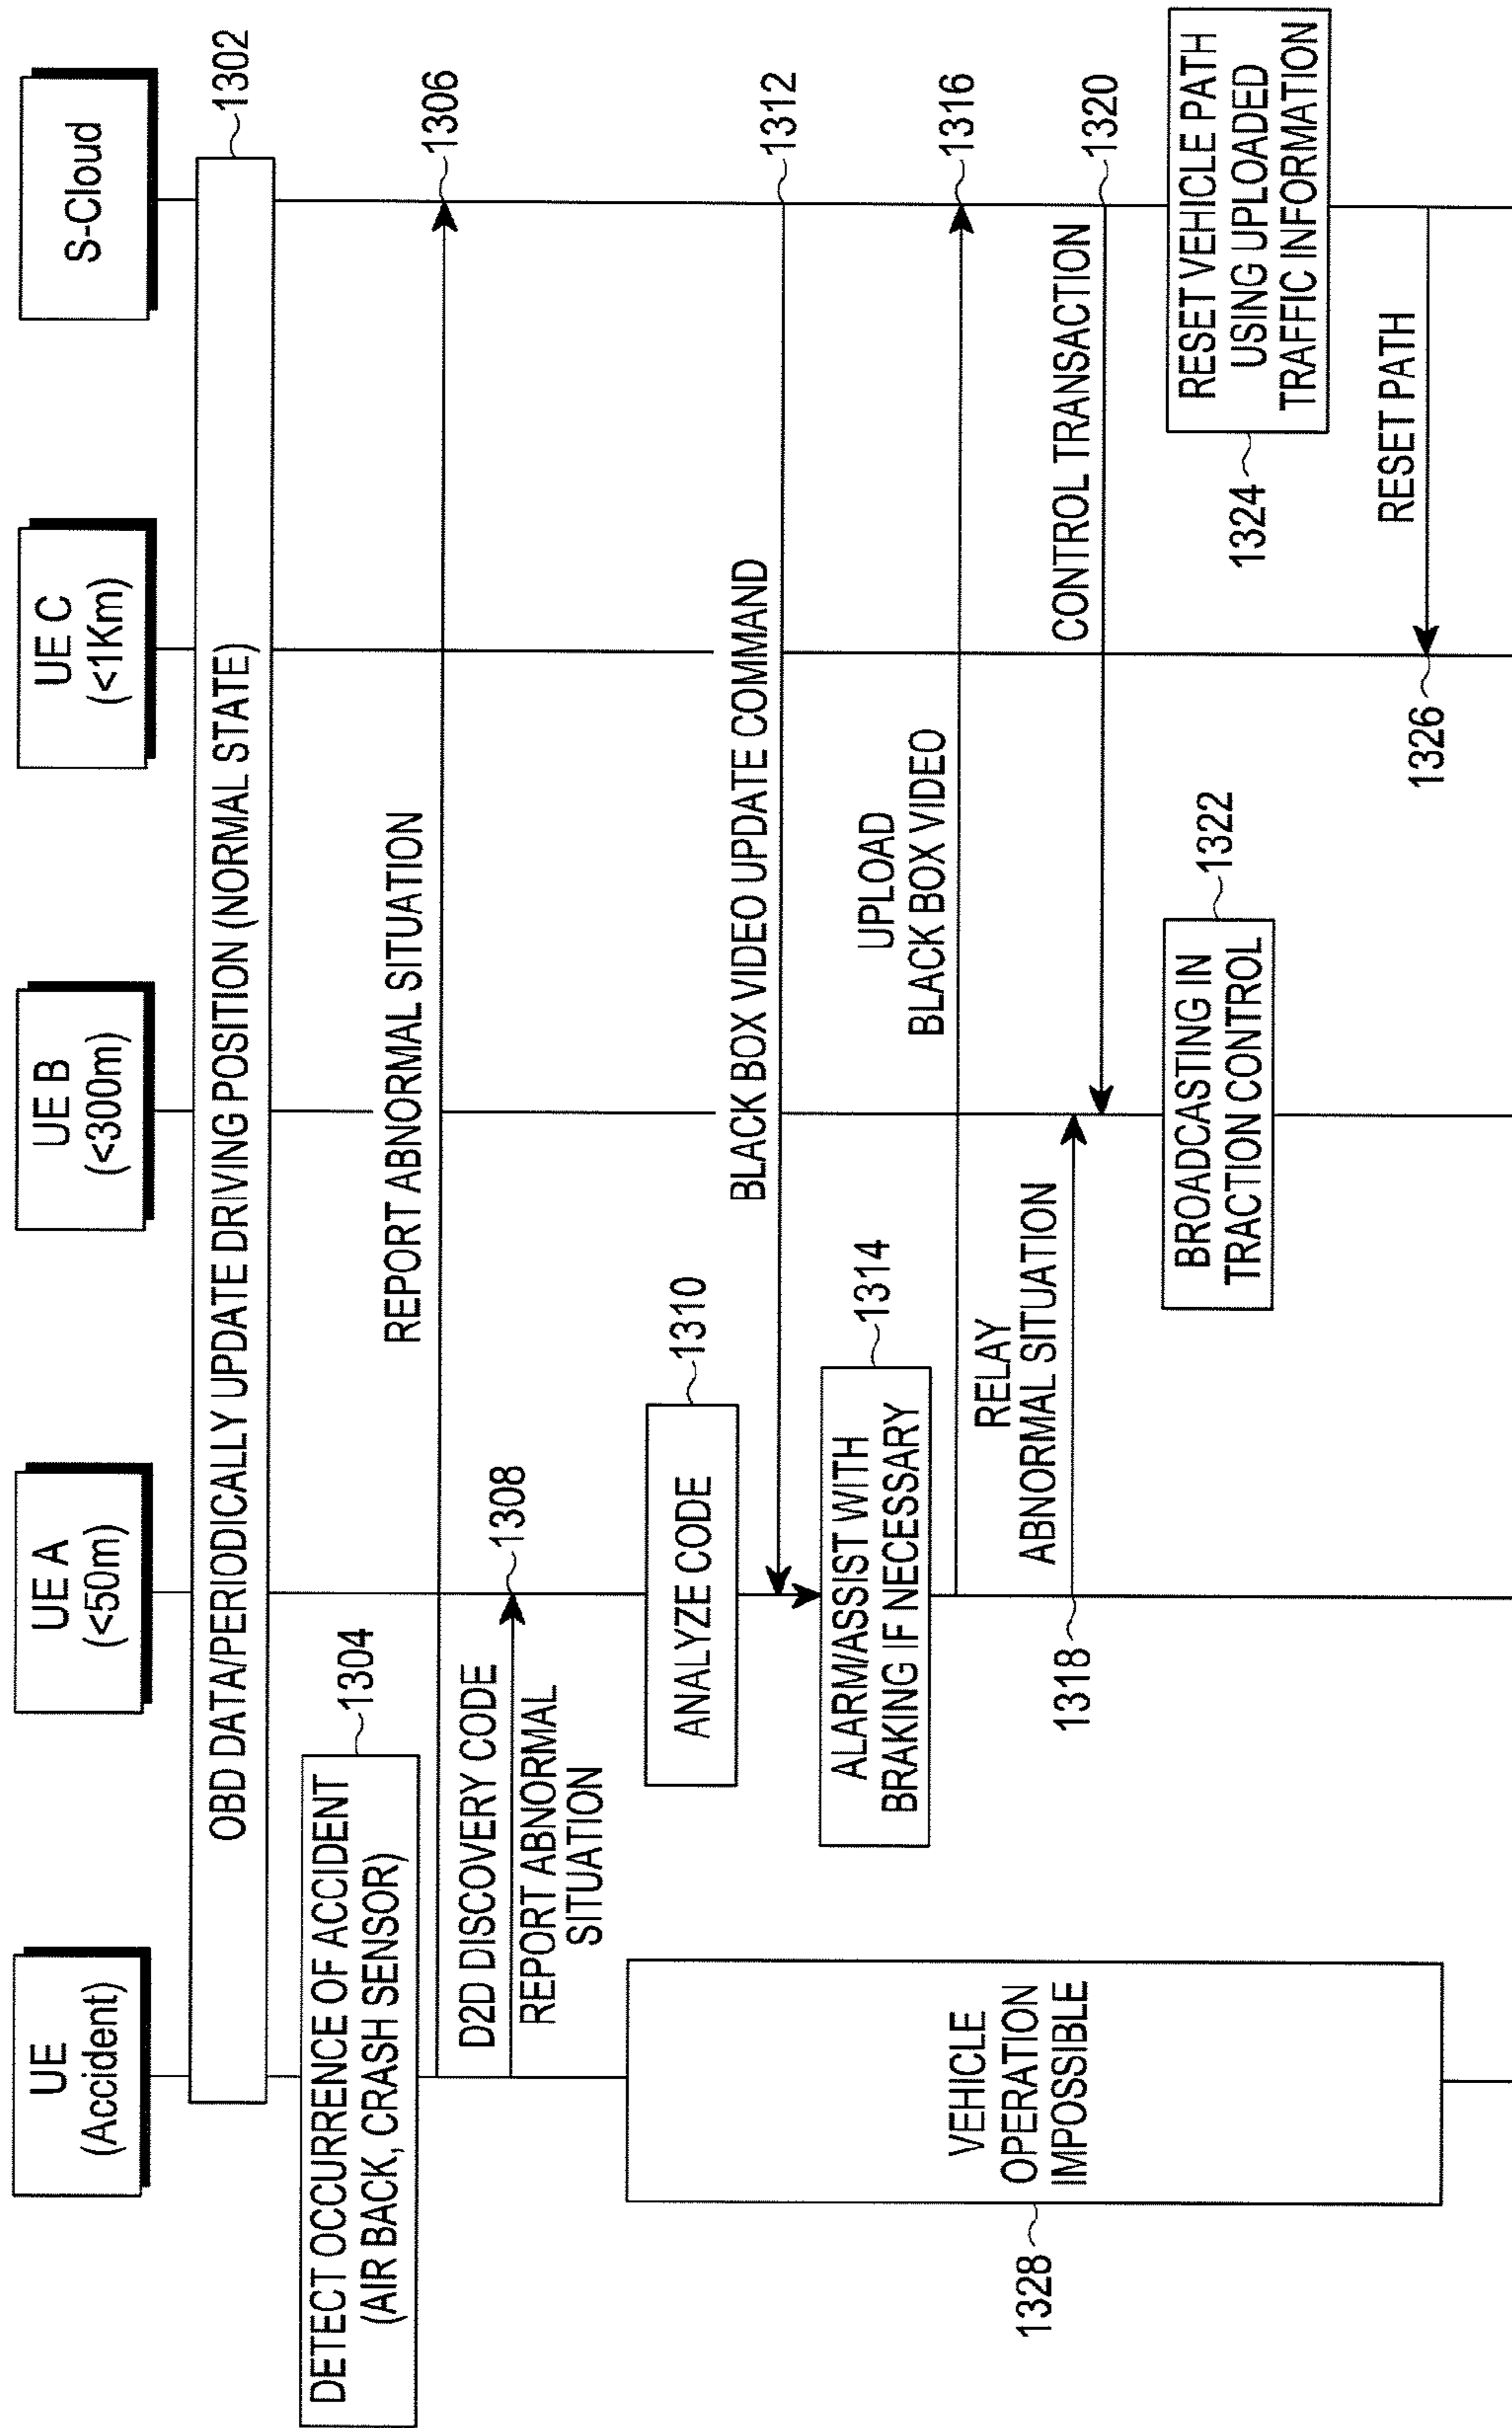 UE
(Accident)
UE A
(<50m)
UE B
(<300m)
UE C
(<1Km)
S-Cloud
OBD DATA/PERIODICALLY UPDATE DRIVING POSITION (NORMAL STATE)
1302
DETECT OCCURRENCE OF ACCIDENT
(AIR BACK, CRASH SENSOR)
1304
REPORT ABNORMAL SITUATION
1306
D2D DISCOVERY CODE
REPORT ABNORMAL
SITUATION
1308
ANALYZE CODE
1310
BLACK BOX VIDEO UPDATE COMMAND
1312
ALARM/ASSIST WITH
BRAKING IF NECESSARY
1314
UPLOAD
BLACK BOX VIDEO
1316
RELAY
ABNORMAL SITUATION
1318
CONTROL TRANSACTION
1320
BROADCASTING IN
TRACTION CONTROL
1322
RESET VEHICLE PATH
USING UPLOADED
TRAFFIC INFORMATION
1324
RESET PATH
1326
VEHICLE
OPERATION
IMPOSSIBLE
1328